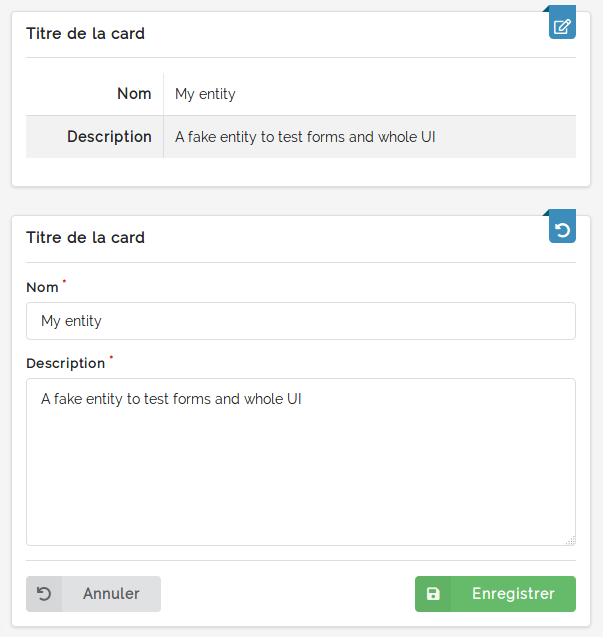 Titre de la card
Nom My entity
Description A fake entity to test forms and whole UI
Titre de la card
Nom *
My entity
Description *
A fake entity to test forms and whole UI
Annuler Enregistrer